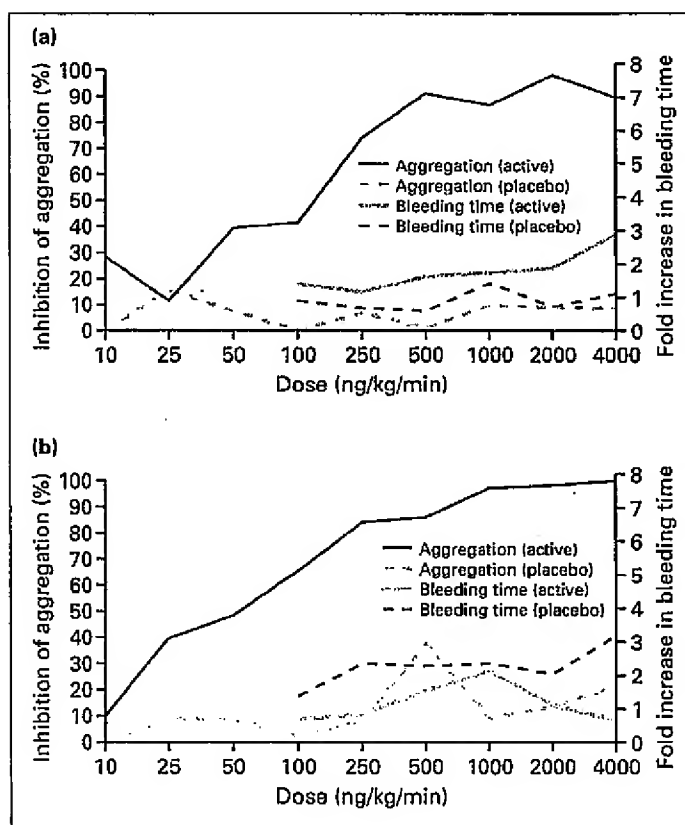 (a)
Inhibition of aggregation (%)
100
90
80
70
60
50
40
30
20
10
0
Aggregation (active)
Aggregation (placebo)
Bleeding time (active)
Bleeding time (placebo)
8
7
6
5
4
3
2
1
0
Fold increase in bleeding time
10 25 50 100 250 500 1000 2000 4000
Dose (ng/kg/min)
(b)
Inhibition of aggregation (%)
100
90
80
70
60
50
40
30
20
10
0
Aggregation (active)
Aggregation (placebo)
Bleeding time (active)
Bleeding time (placebo)
8
7
6
5
4
3
2
1
0
Fold increase in bleeding time
10 25 50 100 250 500 1000 2000 4000
Dose (ng/kg/min)